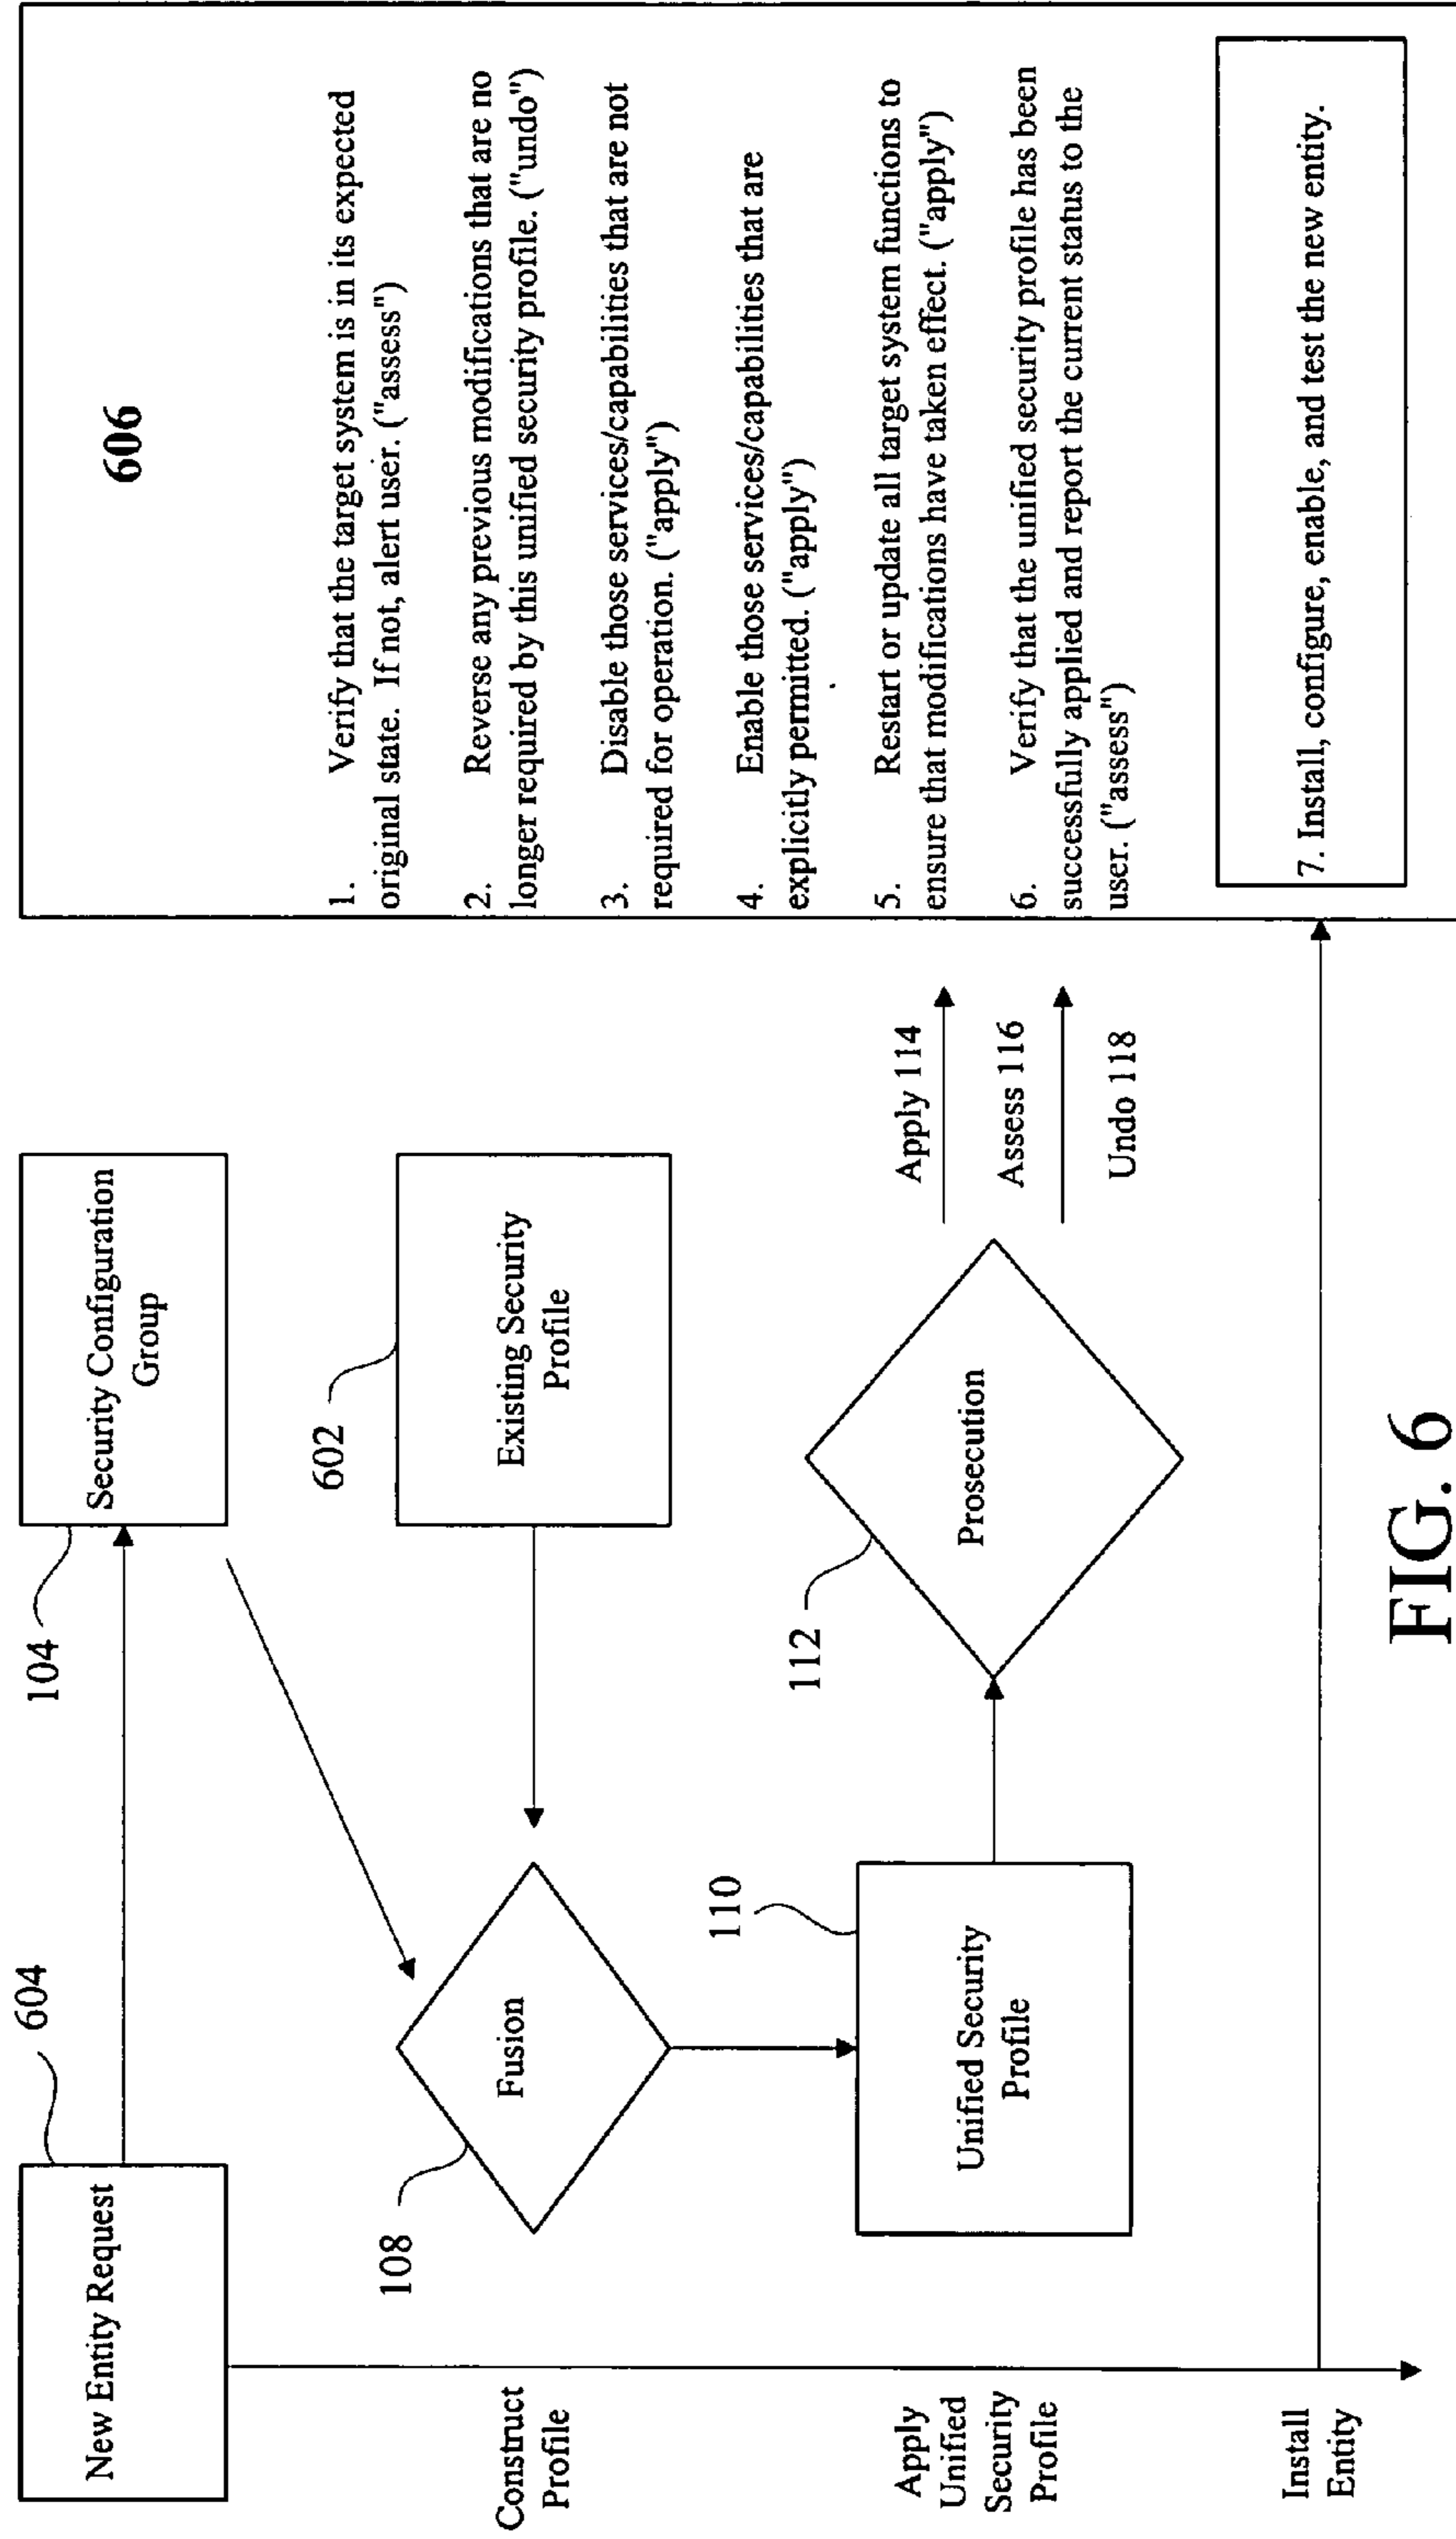 New Entity Request
604
104
Security Configuration
Group
Construct
Profile
108
Fusion
602
Existing Security
Profile
Apply
Unified
Security
Profile
110
Unified Security
Profile
112
Prosecution
Apply 114
Assess 116
Undo 118
Install
Entity
606
1. Verify that the target system is in its expected
original state. If not, alert user. ("assess")
2. Reverse any previous modifications that are no
longer required by this unified security profile. ("undo")
3. Disable those services/capabilities that are not
required for operation. ("apply")
4. Enable those services/capabilities that are
explicitly permitted. ("apply")
5. Restart or update all target system functions to
ensure that modifications have taken effect. ("apply")
6. Verify that the unified security profile has been
successfully applied and report the current status to the
user. ("assess")
7. Install, configure, enable, and test the new entity.
FIG. 6